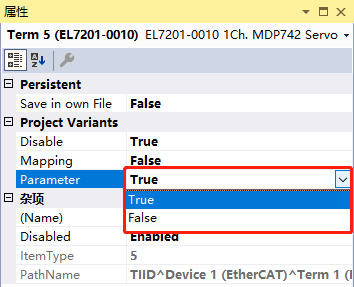 属性
Term 5 (EL7201-0010) EL7201-0010 1Ch. MDP742 Servo
Persistent
Save in own File False
Project Variants
Disable True
Mapping False
Parameter True
True
杂项
(Name) False
Disabled Enabled
ItemType 5
PathName TIID^Device 1 (EtherCAT)^Term 1 (